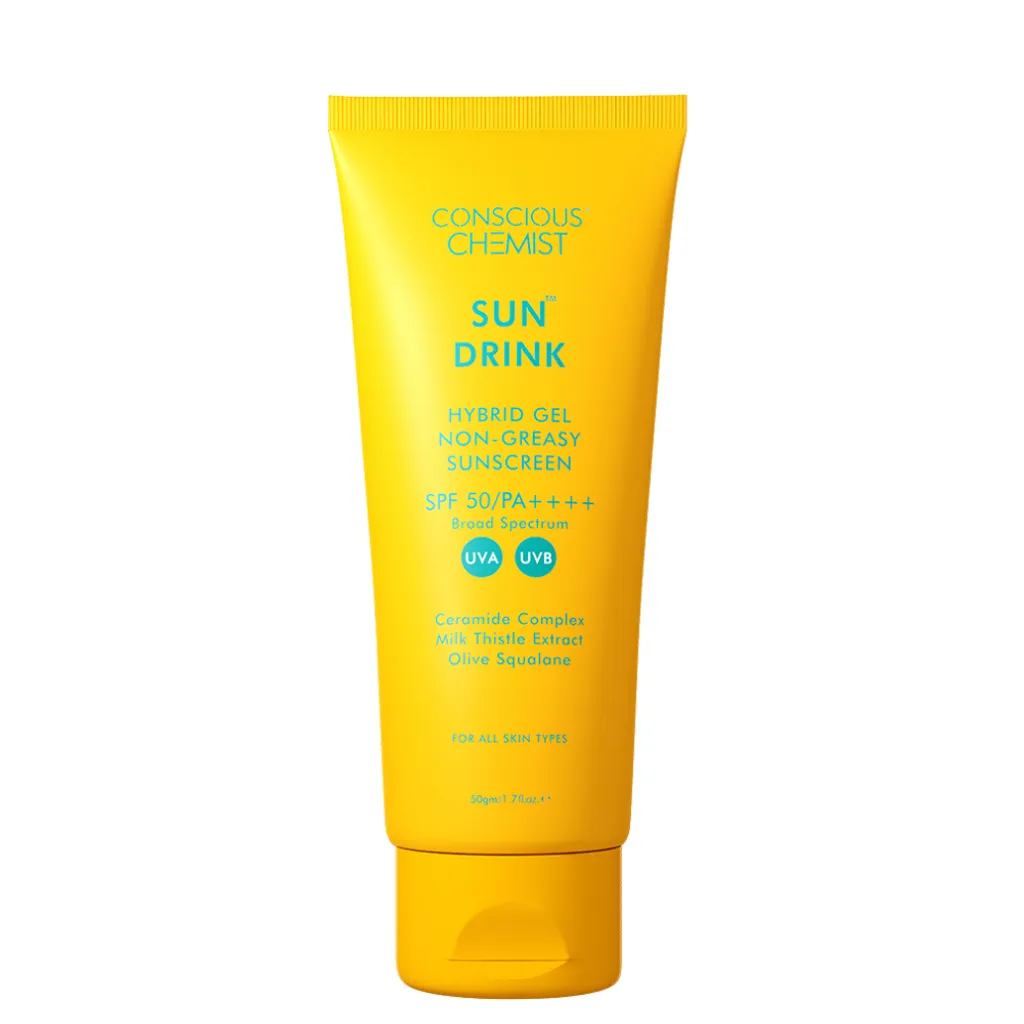 CONSCIOUS
CHEMIST
SUN™
DRINK
HYBRID GEL
NON-GREASY
SUNSCREEN
SPF 50/PA++++
Broad Spectrum
UVA UVB
Ceramide Complex
Milk Thistle Extract
Olive Squalane
FOR ALL SKIN TYPES
50gm/1.7fl.oz. e